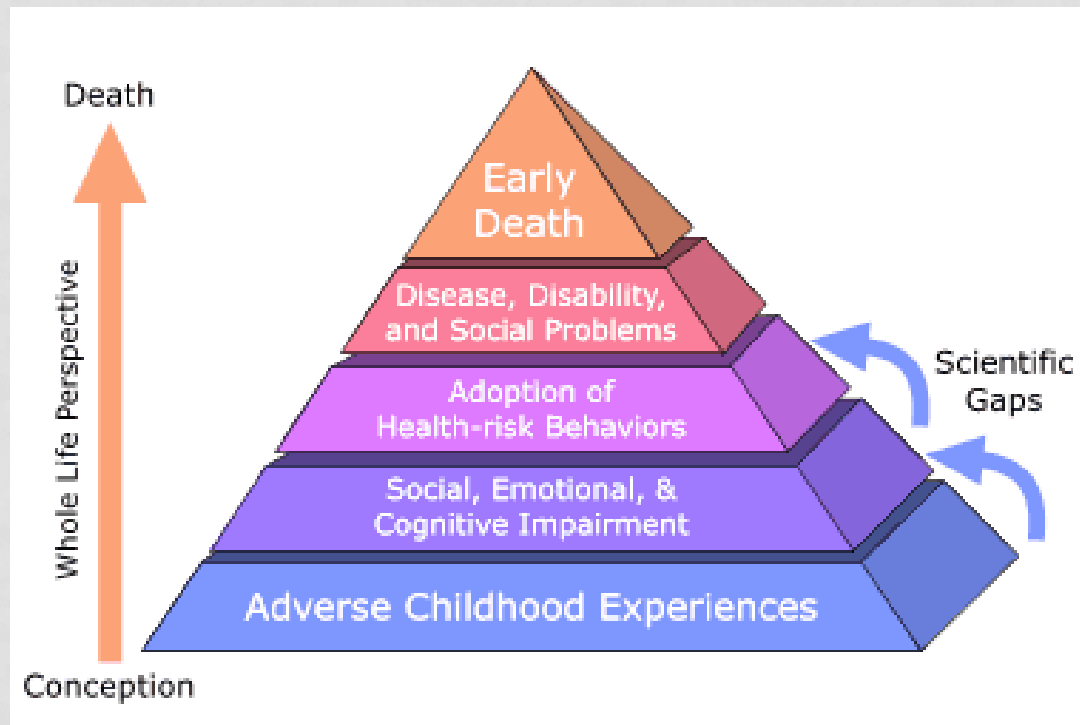 Death
Early
Death
Disease, Disability,
and Social Problems
Adoption of
Health-risk Behaviors
Social, Emotional, &
Cognitive Impairment
Adverse Childhood Experiences
Scientific
Gaps
Whole Life Perspective
Conception